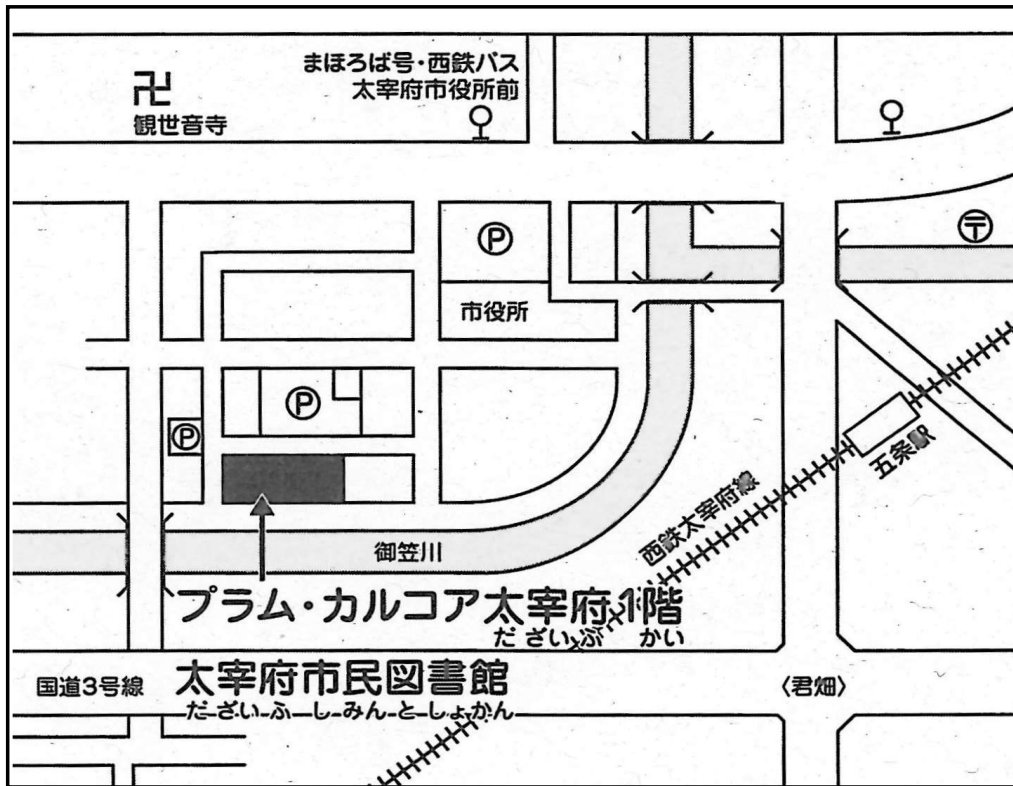 まほろば号・西鉄バス
太宰府市役所前
卍
観世音寺
P
〒
市役所
P
P
五条駅
西鉄太宰府線
御笠川
プラム・カルコア太宰府1階
だざいふ かい
国道3号線
太宰府市民図書館
だざいふしみんとしょかん
〈君畑〉